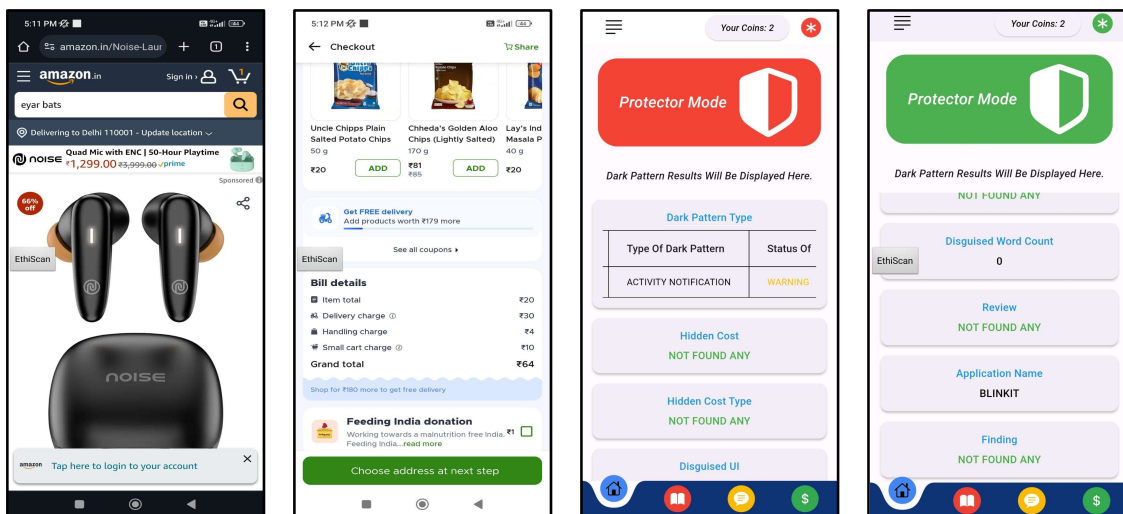 5:11 PM
44
amazon.in/Noise-Laur
1
amazon.in
Sign in ›
1
eyar bats
Delivering to Delhi 110001 - Update location
noise
Quad Mic with ENC | 50-Hour Playtime
₹1,299.00 ₹3,999.00 prime
Sponsored
66%
off
EthiScan
noise
amazon
Tap here to login to your account
5:12 PM
44
Checkout
Share
Uncle Chipps Plain
Salted Potato Chips
50 g
₹20
ADD
Chheda's Golden Aloo
Chips (Lightly Salted)
170 g
₹81
₹85
ADD
Lay's Ind
Masala P
40 g
₹20
Get FREE delivery
Add products worth ₹179 more
See all coupons
EthiScan
Bill details
Item total ₹20
Delivery charge ₹30
Handling charge ₹4
Small cart charge ₹10
Grand total ₹64
Shop for ₹180 more to get free delivery
Feeding India donation
Working towards a malnutrition free India.
Feeding India...read more
₹1
Choose address at next step
Your Coins: 2
Protector Mode
Dark Pattern Results Will Be Displayed Here.
Dark Pattern Type
Type Of Dark Pattern Status Of
ACTIVITY NOTIFICATION WARNING
Hidden Cost
NOT FOUND ANY
Hidden Cost Type
NOT FOUND ANY
Disguised UI
$
Your Coins: 2
Protector Mode
Dark Pattern Results Will Be Displayed Here.
NOT FOUND ANY
Disguised Word Count
0
EthiScan
Review
NOT FOUND ANY
Application Name
BLINKIT
Finding
NOT FOUND ANY
$